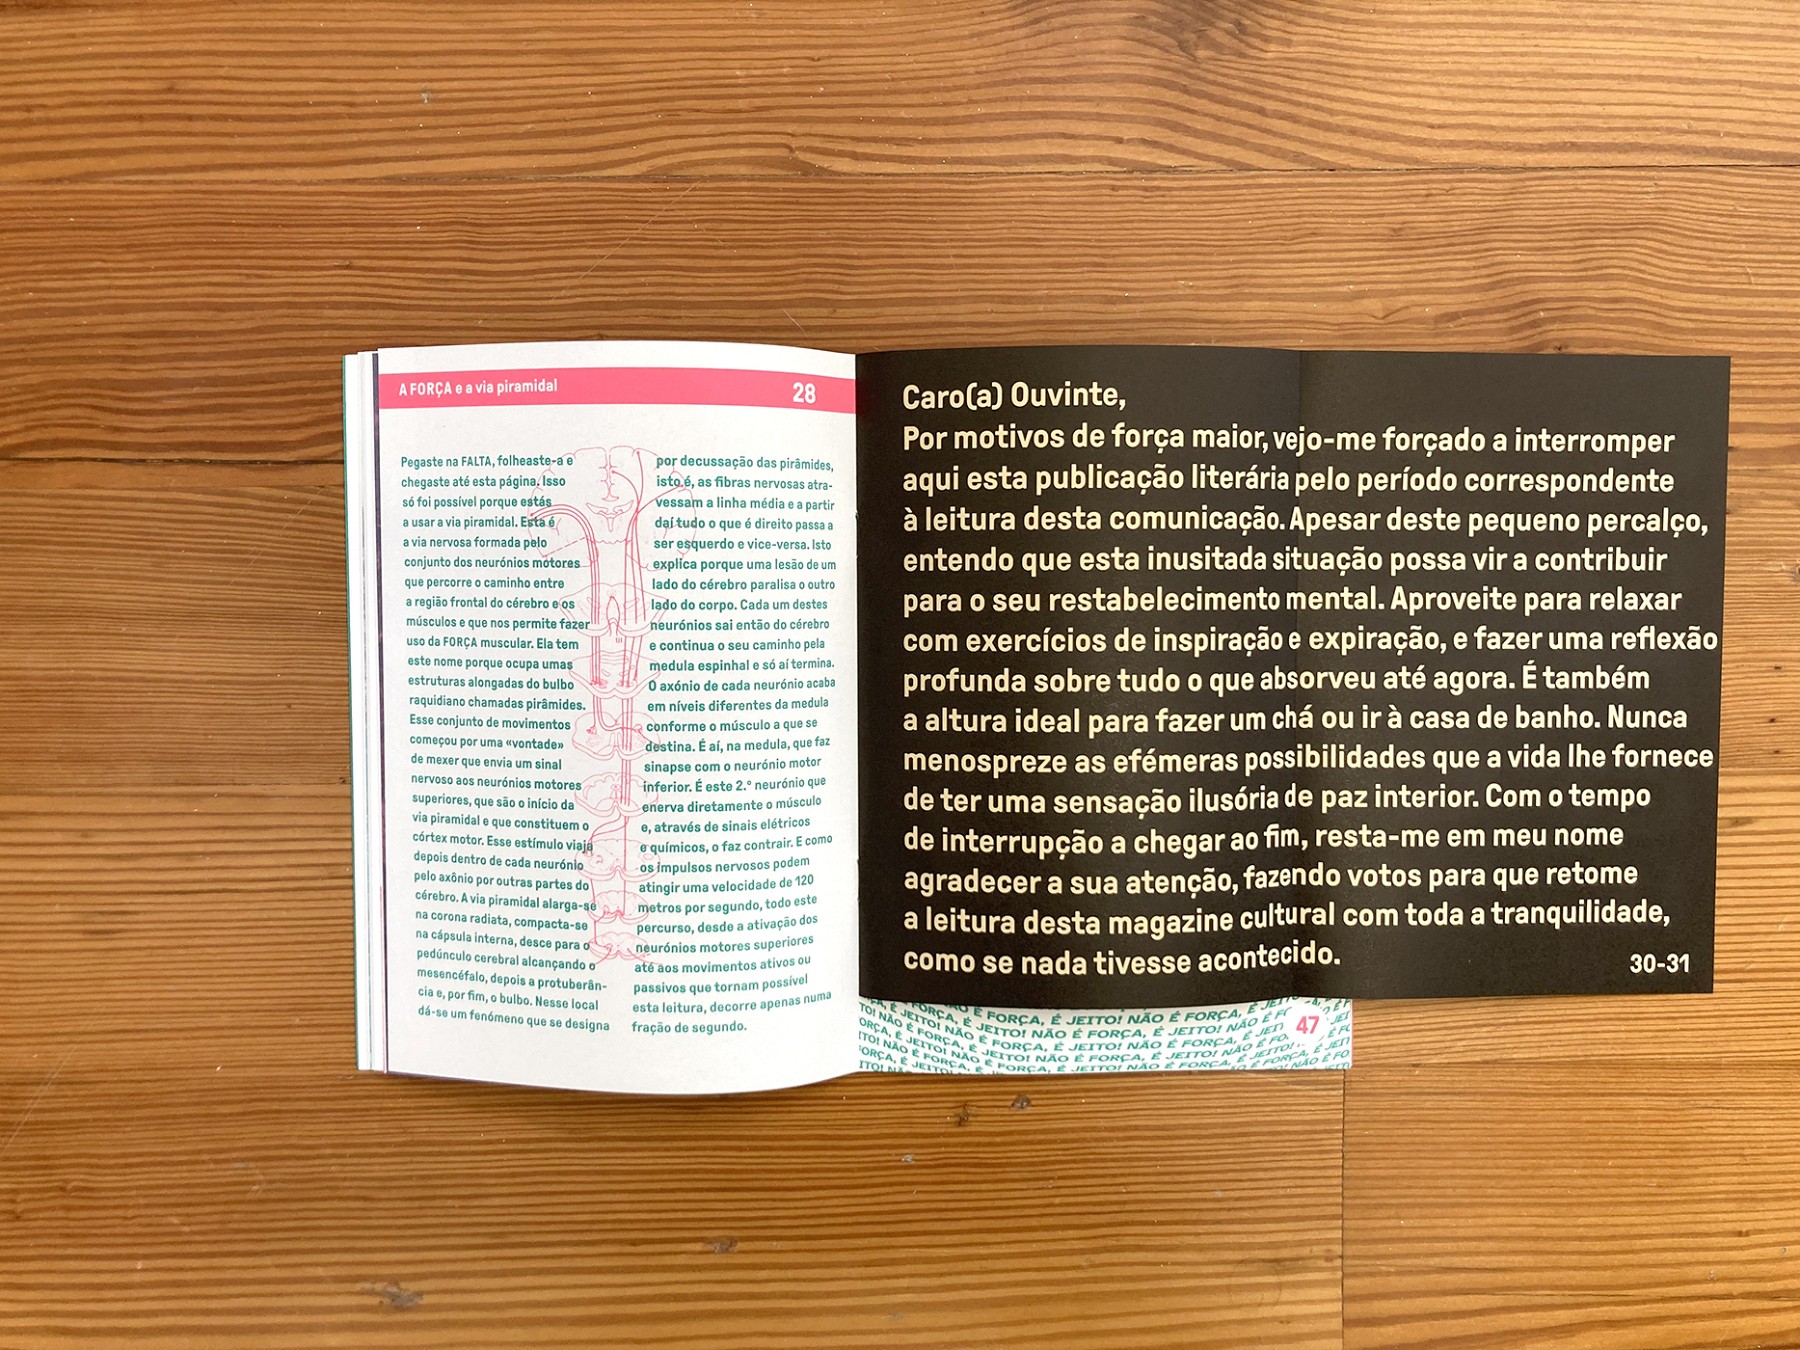 A FORÇA e a via piramidal
28
Pegaste na FALTA, folheaste-a e
chegaste até esta página. Isso
só foi possível porque estás
a usar a via piramidal. Esta é
a via nervosa formada pelo
conjunto dos neurónios motores
que percorre o caminho entre
a região frontal do cérebro e os
músculos e que nos permite fazer
uso da FORÇA muscular. Ela tem
este nome porque ocupa umas
estruturas alongadas do bulbo
raquidiano chamadas pirâmides.
Esse conjunto de movimentos
começou por uma «vontade»
de mexer que envia um sinal
nervoso aos neurónios motores
superiores, que são o início da
via piramidal e que constituem o
córtex motor. Esse estímulo viaja
depois dentro de cada neurónio
pelo axônio por outras partes do
cérebro. A via piramidal alarga-se
na corona radiata, compacta-se
na cápsula interna, desce para o
pedúnculo cerebral alcançando o
mesencéfalo, depois a protuberân-
cia e, por fim, o bulbo. Nesse local
dá-se um fenómeno que se designa
por decussação das pirâmides,
isto é, as fibras nervosas atra-
vessam a linha média e a partir
daí tudo o que é direito passa a
ser esquerdo e vice-versa. Isto
explica porque uma lesão de um
lado do cérebro paralisa o outro
lado do corpo. Cada um destes
neurónios sai então do cérebro
e continua o seu caminho pela
medula espinhal e só aí termina.
O axónio de cada neurónio acaba
em níveis diferentes da medula
conforme o músculo a que se
destina. É aí, na medula, que faz
sinapse com o neurónio motor
inferior. É este 2.º neurónio que
enerva diretamente o músculo
e, através de sinais elétricos
e químicos, o faz contrair. E como
os impulsos nervosos podem
atingir uma velocidade de 120
metros por segundo, todo este
percurso, desde a ativação dos
neurónios motores superiores
até aos movimentos ativos ou
passivos que tornam possível
esta leitura, decorre apenas numa
fração de segundo.
Caro(a) Ouvinte,
Por motivos de força maior, vejo-me forçado a interromper
aqui esta publicação literária pelo período correspondente
à leitura desta comunicação. Apesar deste pequeno percalço,
entendo que esta inusitada situação possa vir a contribuir
para o seu restabelecimento mental. Aproveite para relaxar
com exercícios de inspiração e expiração, e fazer uma reflexão
profunda sobre tudo o que absorveu até agora. É também
a altura ideal para fazer um chá ou ir à casa de banho. Nunca
menospreze as efémeras possibilidades que a vida lhe fornece
de ter uma sensação ilusória de paz interior. Com o tempo
de interrupção a chegar ao fim, resta-me em meu nome
agradecer a sua atenção, fazendo votos para que retome
a leitura desta magazine cultural com toda a tranquilidade,
como se nada tivesse acontecido.
30-31
FORÇA, É JEITO! NÃO É FORÇA, É JEITO! NÃO É FORÇA, É
47